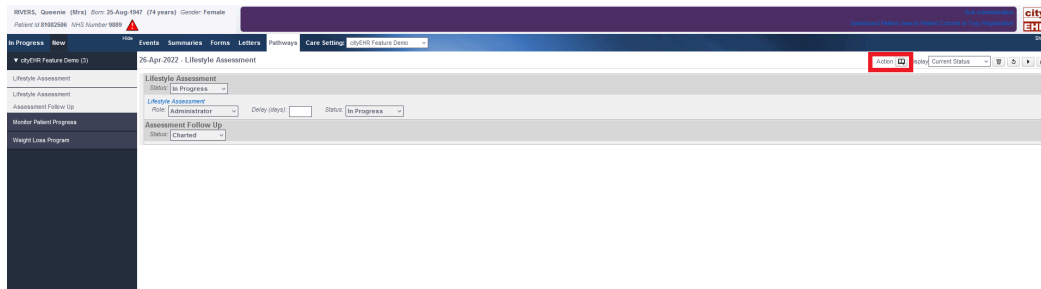 RIVERS, Queenie (Mrs) Born: 25-Aug-1947 (74 years) Gender: Female
Patient Id 81082506 NHS Number 9809
city
EHR
In Progress New Hide Events Summaries Forms Letters Pathways Care Setting: cityEHR Feature Demo
▼ cityEHR Feature Demo (3)
26-Apr-2022 - Lifestyle Assessment
Action Display Current Status
Lifestyle Assessment
Lifestyle Assessment
Assessment Follow Up
Monitor Patient Progress
Weight Loss Program
Lifestyle Assessment
Status: In Progress
Lifestyle Assessment
Role: Administrator Delay (days): Status: In Progress
Assessment Follow Up
Status: Charted